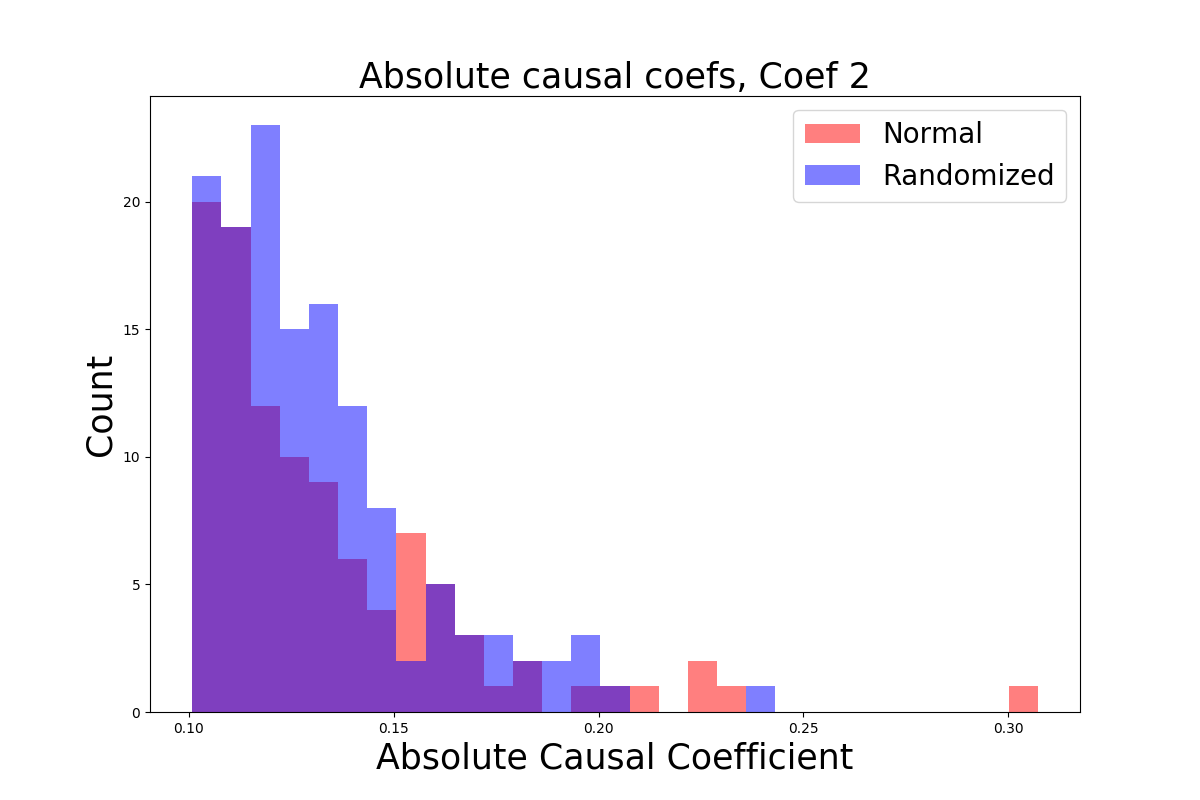 Absolute causal coefs, Coef 2
Normal
Randomized
20
15
10
5
0
Count
0.10 0.15 0.20 0.25 0.30
Absolute Causal Coefficient